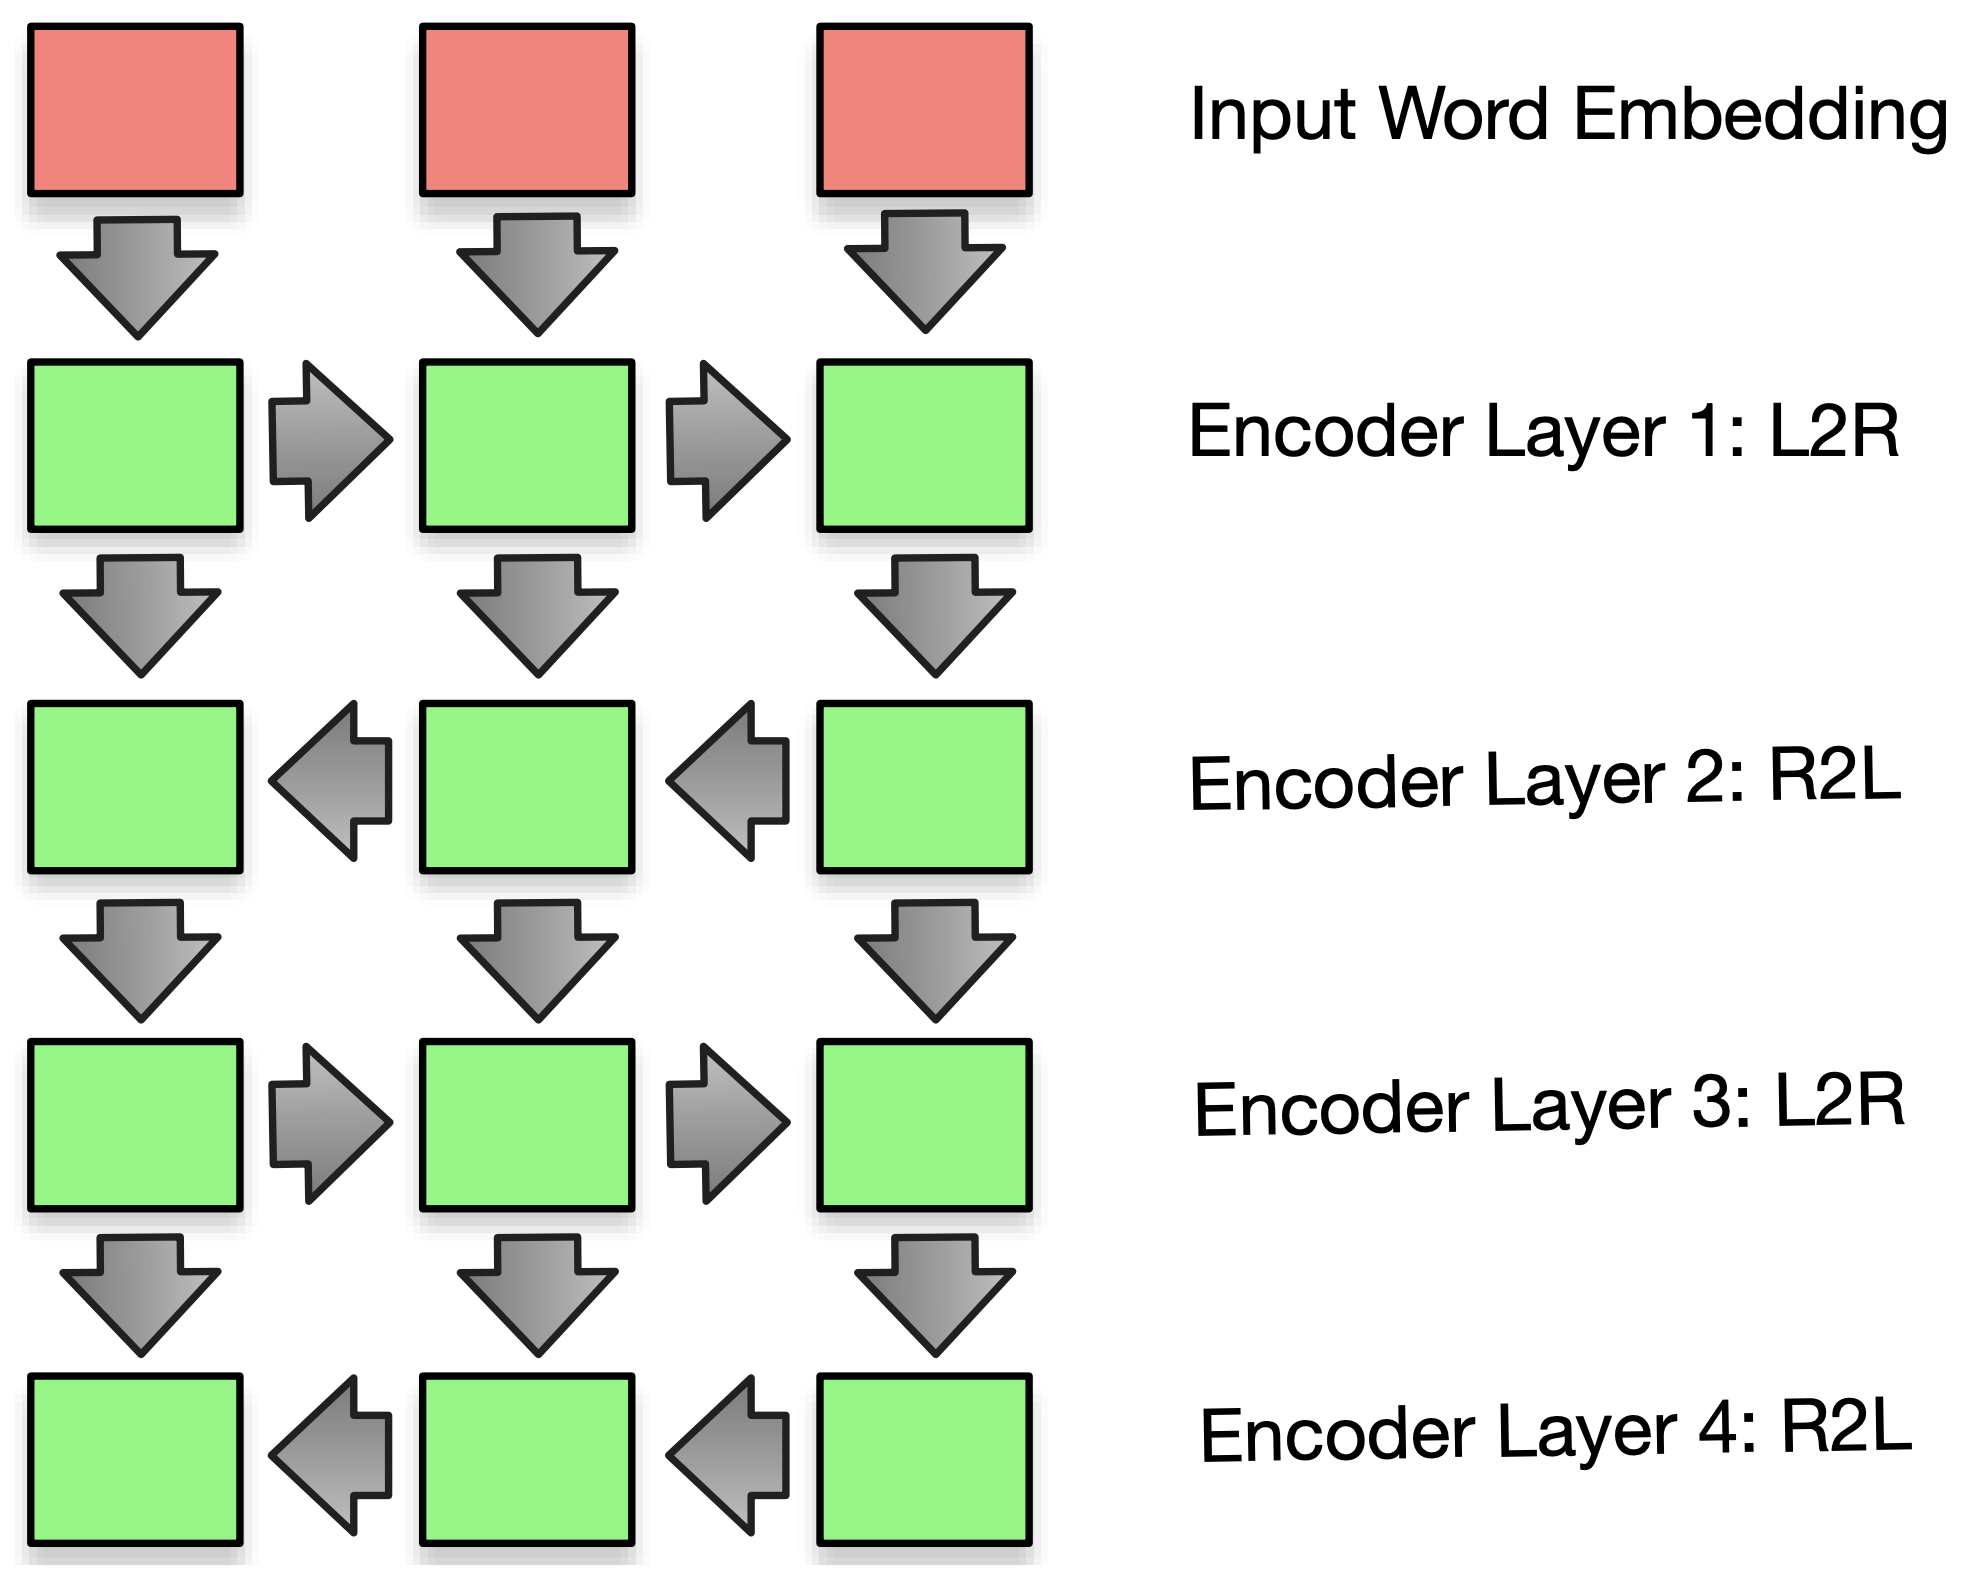 Input Word Embedding
Encoder Layer 1: L2R
Encoder Layer 2: R2L
Encoder Layer 3: L2R
Encoder Layer 4: R2L